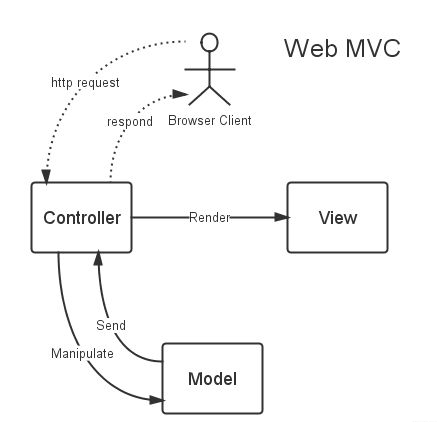 Web MVC
http request
respond
Browser Client
Controller
Render
View
Send
Manipulate
Model